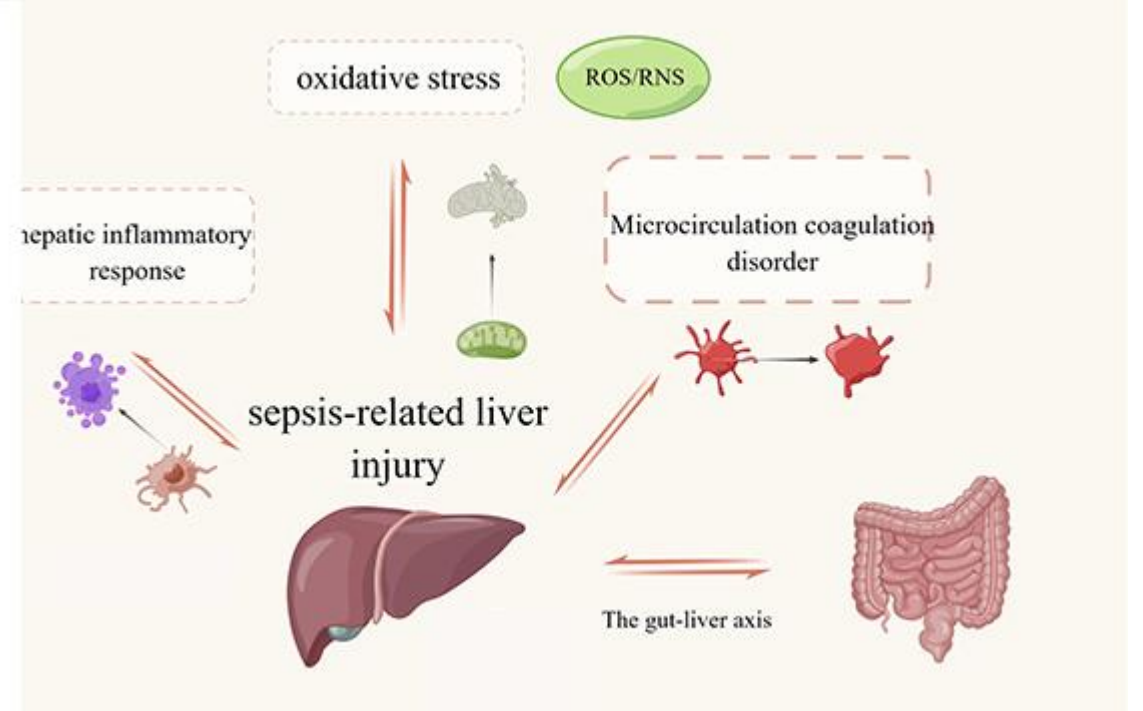 oxidative stress
ROS/RNS
hepatic inflammatory
response
Microcirculation coagulation
disorder
sepsis-related liver
injury
The gut-liver axis